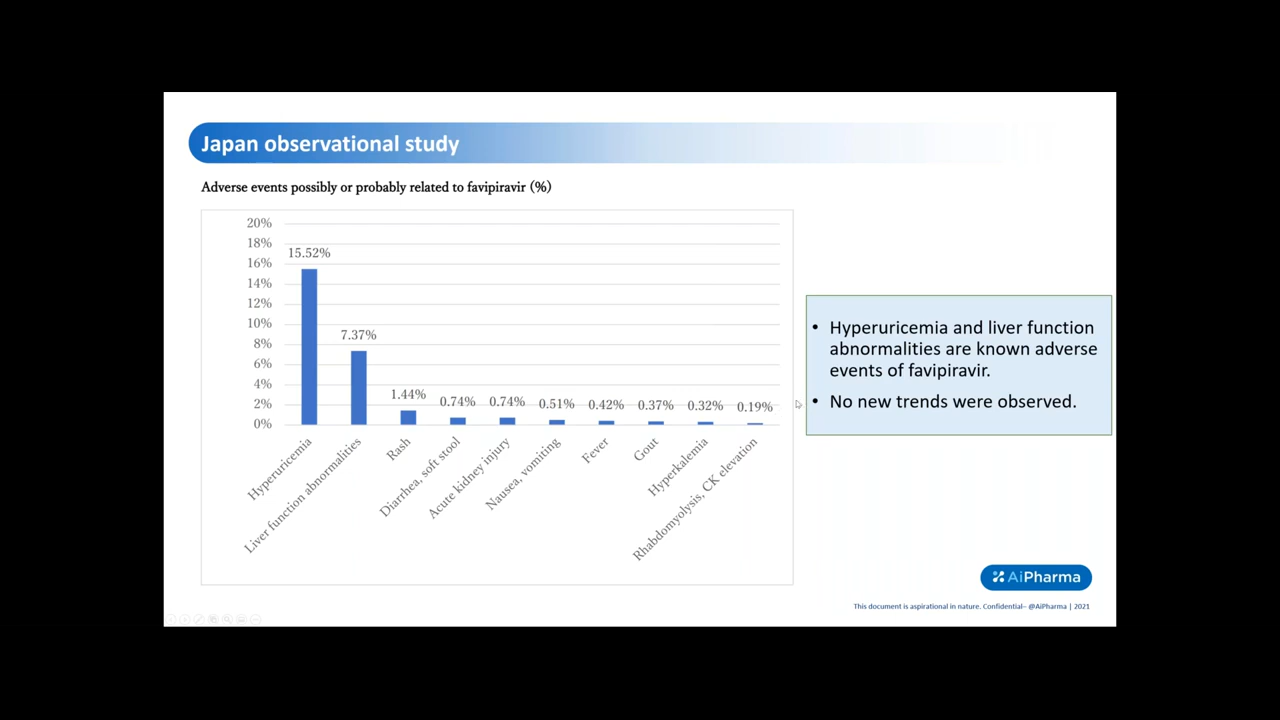 Japan observational study
Adverse events possibly or probably related to favipiravir (%)
20%
18%
16%
14%
12%
10%
8%
6%
4%
2%
0%
15.52%
7.37%
1.44%
0.74%
0.74%
0.51%
0.42%
0.37%
0.32%
0.19%
Hyperuricemia
Liver function abnormalities
Rash
Diarrhea, soft stool
Acute kidney injury
Nausea, vomiting
Fever
Gout
Hyperkalemia
Rhabdomyolysis, CK elevation
• Hyperuricemia and liver function
abnormalities are known adverse
events of favipiravir.
• No new trends were observed.
AiPharma
This document is aspirational in nature. Confidential– @AiPharma | 2021